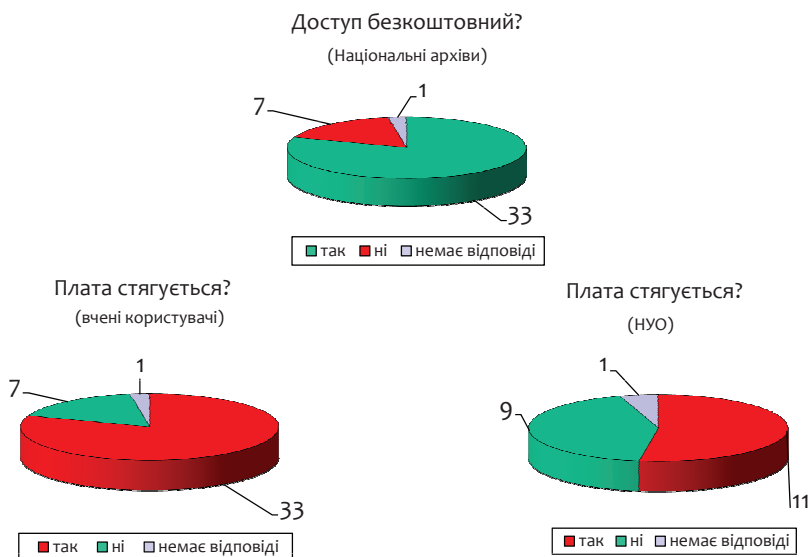 Доступ безкоштовний?
(Національні архіви)
1
7
33
так ні немає відповіді
Плата стягується?
(вчені користувачі)
1
7
33
так ні немає відповіді
Плата стягується?
(НУО)
1
9
11
так ні немає відповіді